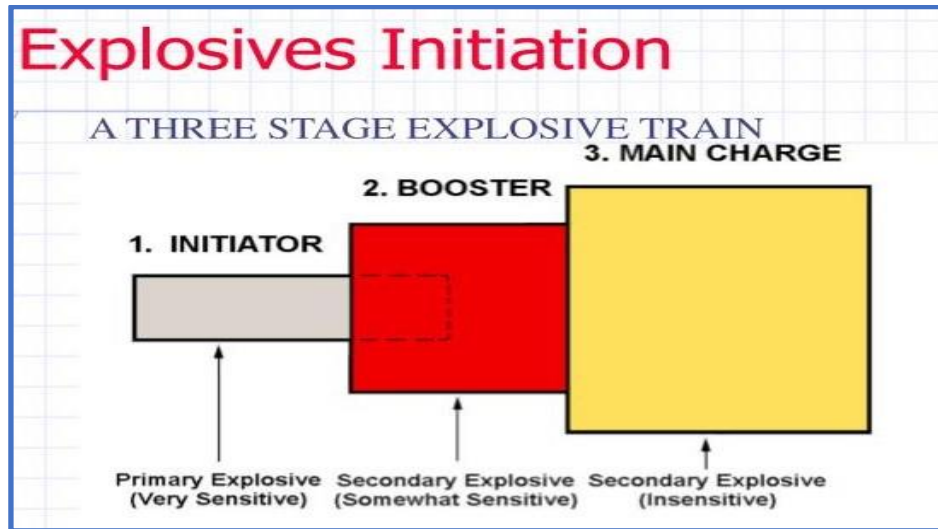 Explosives Initiation
A THREE STAGE EXPLOSIVE TRAIN
3. MAIN CHARGE
2. BOOSTER
1. INITIATOR
Primary Explosive
(Very Sensitive)
Secondary Explosive
(Somewhat Sensitive)
Secondary Explosive
(Insensitive)